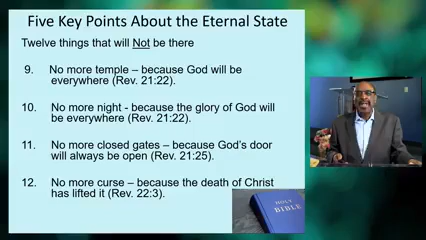 Five Key Points About the Eternal State
Twelve things that will Not be there
9. No more temple – because God will be
everywhere (Rev. 21:22).
10. No more night - because the glory of God will
be everywhere (Rev. 21:22).
11. No more closed gates – because God's door
will always be open (Rev. 21:25).
12. No more curse – because the death of Christ
has lifted it (Rev. 22:3).
HOLY
BIBLE